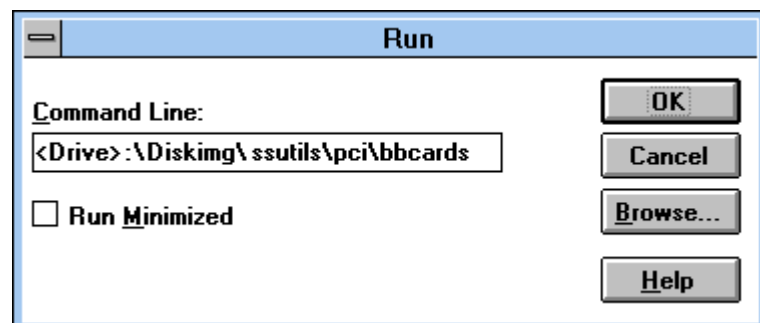 Run
Command Line:
<Drive>:\Diskimg\ ssutils\pci\bbcards
Run Minimized
OK
Cancel
Browse...
Help